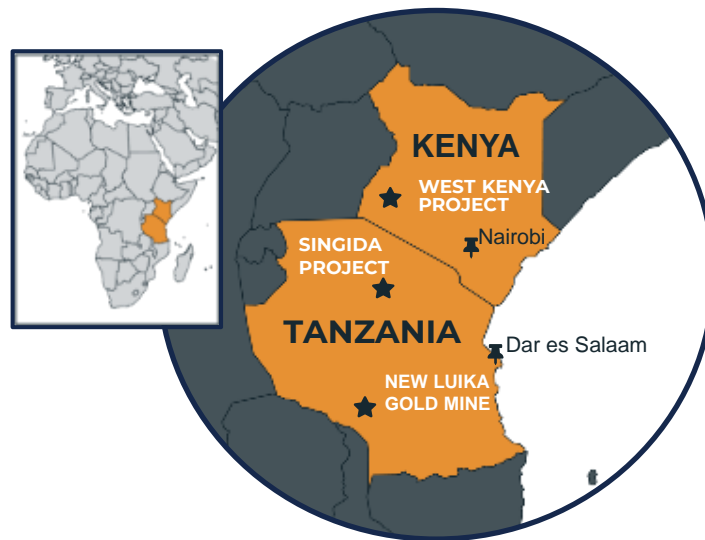 KENYA
WEST KENYA
PROJECT
Nairobi
SINGIDA
PROJECT
TANZANIA
Dar es Salaam
NEW LUIKA
GOLD MINE